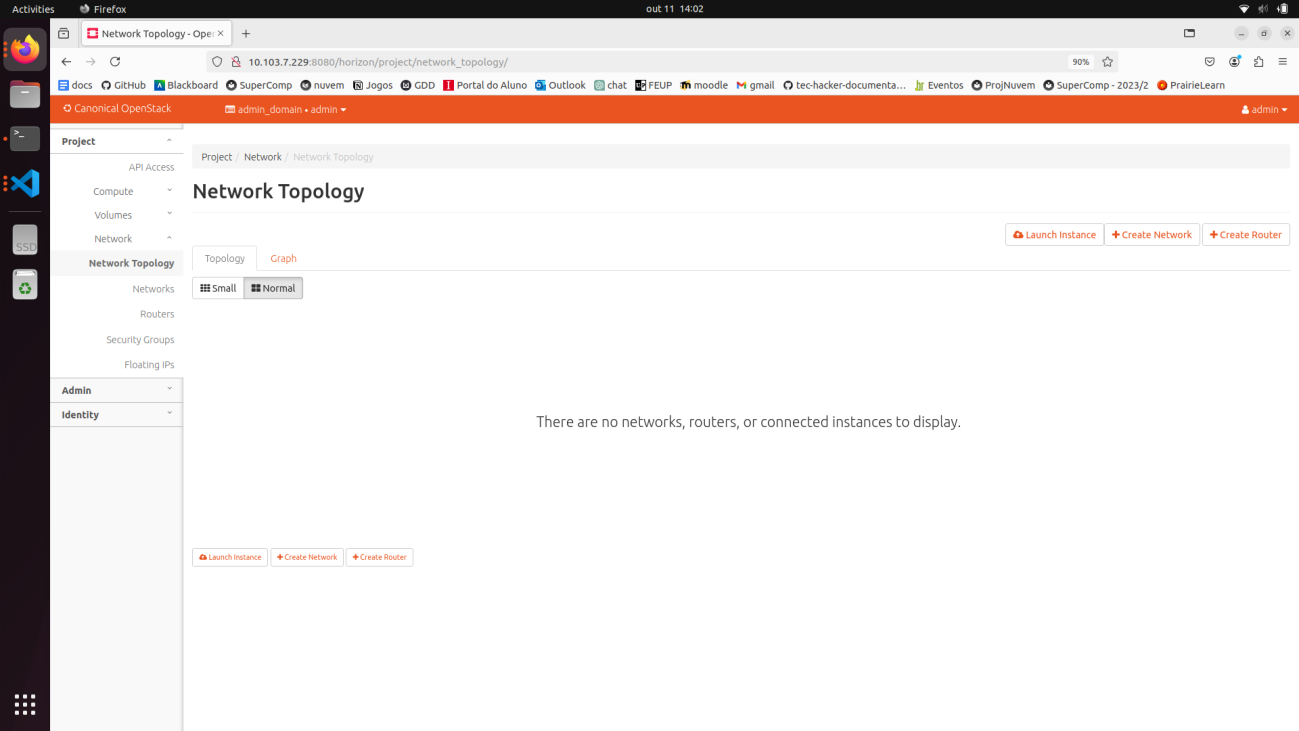 Activities Firefox out 11 14:02
Network Topology - Ope
10.103.7.229:8080/horizon/project/network_topology/ 90%
docs GitHub Blackboard SuperComp nuvem Jogos GDD Portal do Aluno Outlook chat FEUP moodle gmail tec-hacker-documenta... Eventos ProjNuvem SuperComp - 2023/2 PrairieLearn
Canonical OpenStack admin_domain • admin admin
Project
API Access
Compute
Volumes
Network
Network Topology
Networks
Routers
Security Groups
Floating IPs
Admin
Identity
Project / Network / Network Topology
Network Topology
Launch Instance +Create Network +Create Router
Topology Graph
Small Normal
There are no networks, routers, or connected instances to display.
Launch Instance +Create Network +Create Router
SSD